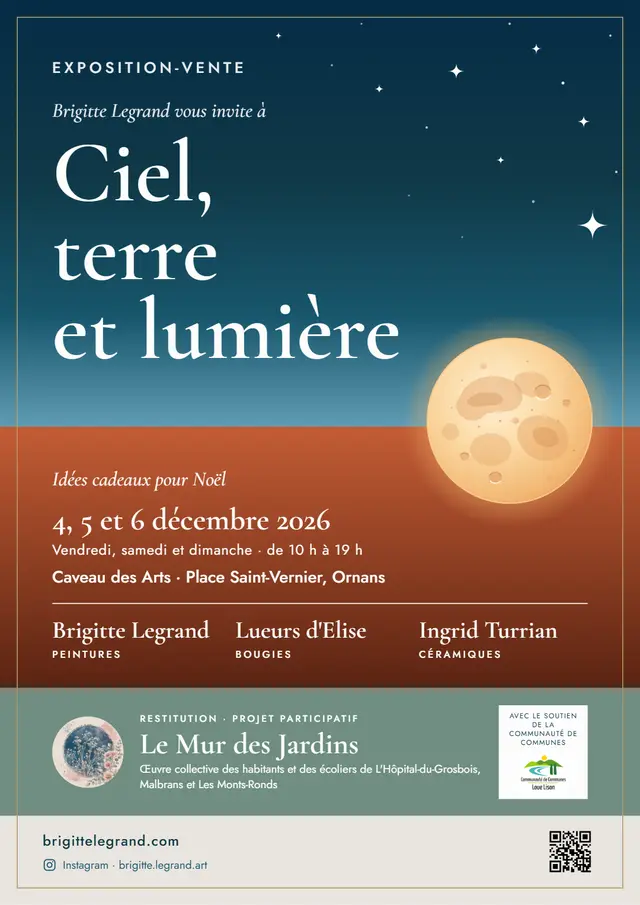 EXPOSITION-VENTE
Brigitte Legrand vous invite à
Ciel,
terre
et lumière
Idées cadeaux pour Noël
4, 5 et 6 décembre 2026
Vendredi, samedi et dimanche · de 10 h à 19 h
Caveau des Arts · Place Saint-Vernier, Ornans
Brigitte Legrand
PEINTURES
Lueurs d'Elise
BOUGIES
Ingrid Turrian
CÉRAMIQUES
RESTITUTION · PROJET PARTICIPATIF
Le Mur des Jardins
Œuvre collective des habitants et des écoliers de L'Hôpital-du-Grosbois,
Malbrans et Les Monts-Ronds
AVEC LE SOUTIEN
DE LA
COMMUNAUTÉ DE
COMMUNES
Communauté de Communes
Loue Lison
brigittelegrand.com
Instagram · brigitte.legrand.art